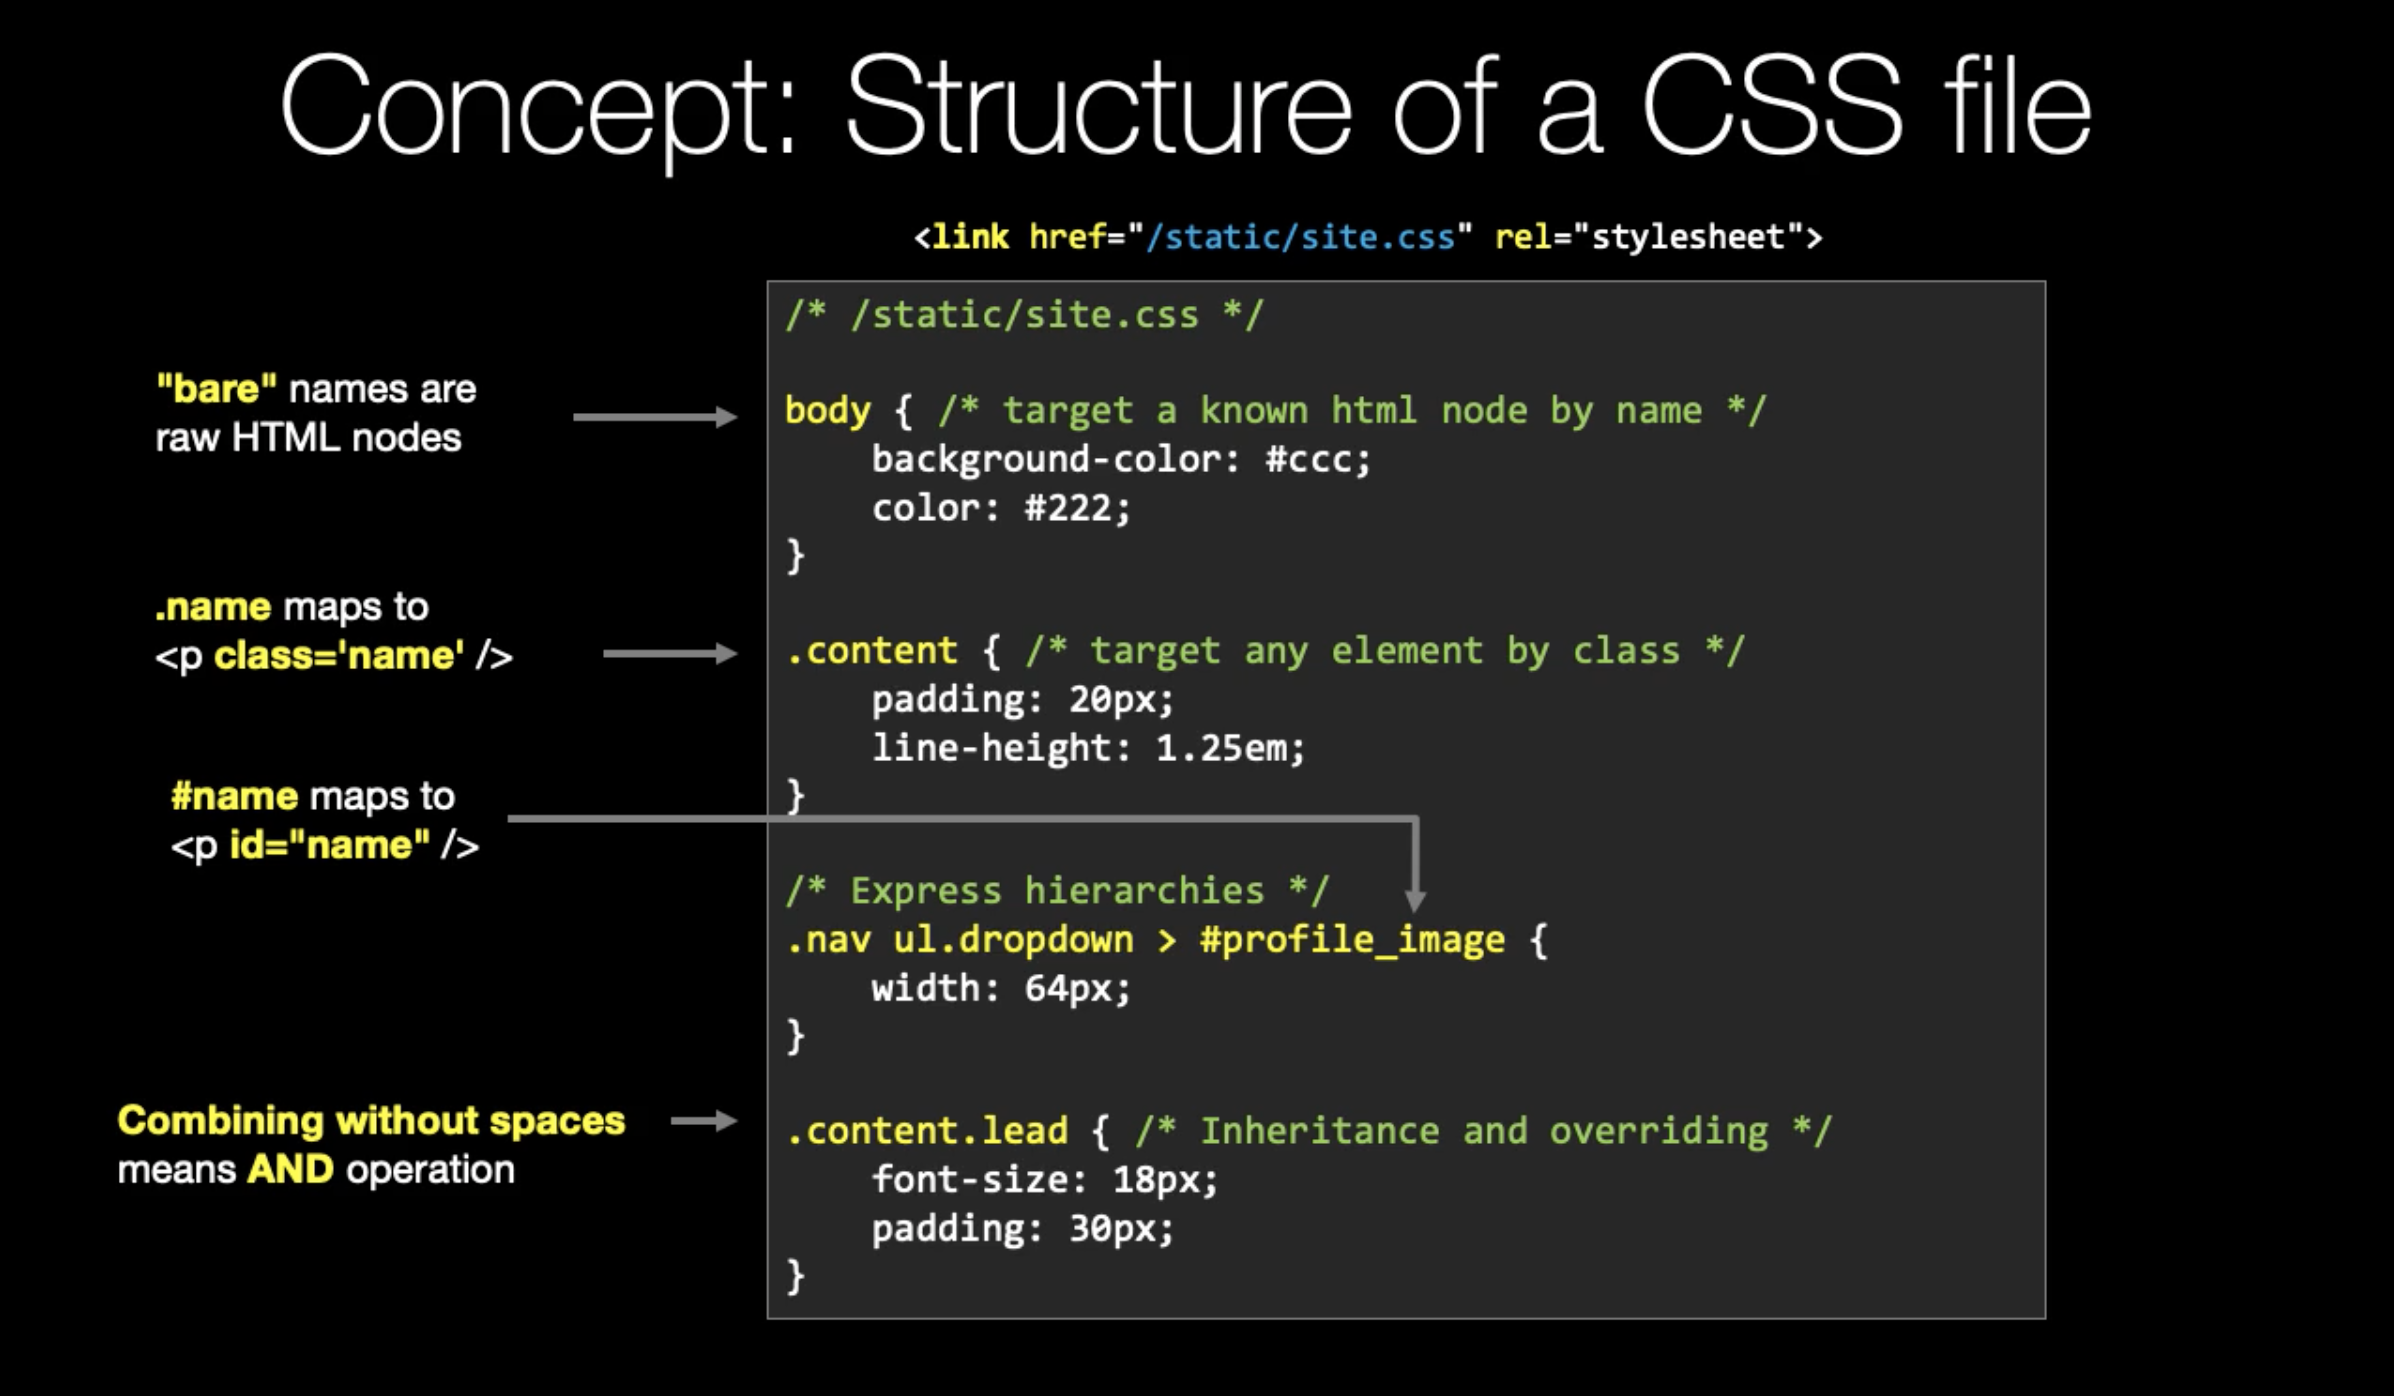 Concept: Structure of a CSS file
<link href="/static/site.css" rel="stylesheet">
/* /static/site.css */
"bare" names are
raw HTML nodes
body { /* target a known html node by name */
background-color: #ccc;
color: #222;
}
.name maps to
<p class='name' />
.content { /* target any element by class */
padding: 20px;
line-height: 1.25em;
}
#name maps to
<p id="name" />
/* Express hierarchies */
.nav ul.dropdown > #profile_image {
width: 64px;
}
Combining without spaces
means AND operation
.content.lead { /* Inheritance and overriding */
font-size: 18px;
padding: 30px;
}